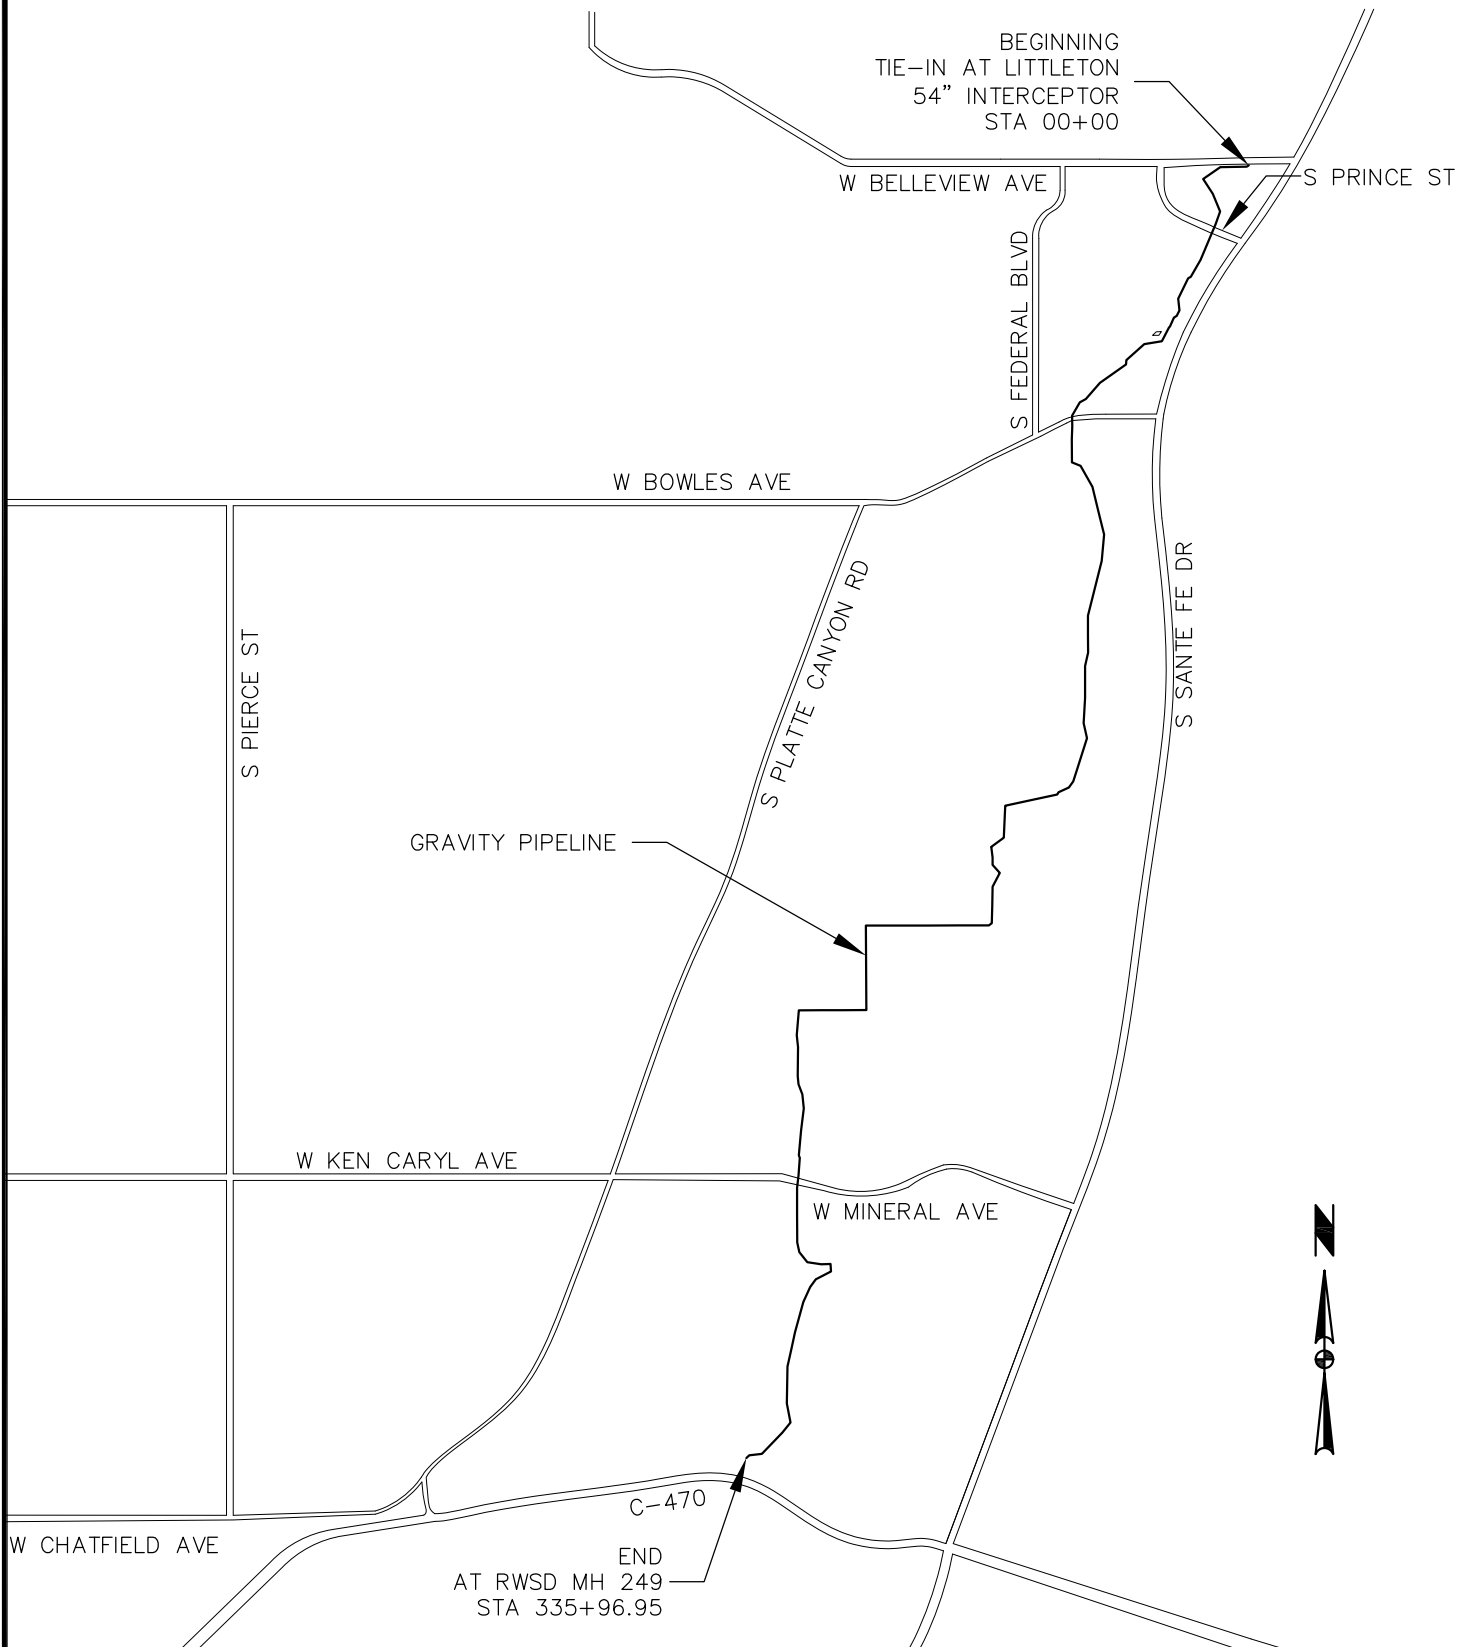 BEGINNING
TIE-IN AT LITTLETON
54" INTERCEPTOR
STA 00+00
W BELLEVIEW AVE
S PRINCE ST
S FEDERAL BLVD
W BOWLES AVE
S PIERCE ST
S PLATTE CANYON RD
S SANTE FE DR
GRAVITY PIPELINE
W KEN CARYL AVE
W MINERAL AVE
N
C-470
W CHATFIELD AVE
END
AT RWSD MH 249
STA 335+96.95